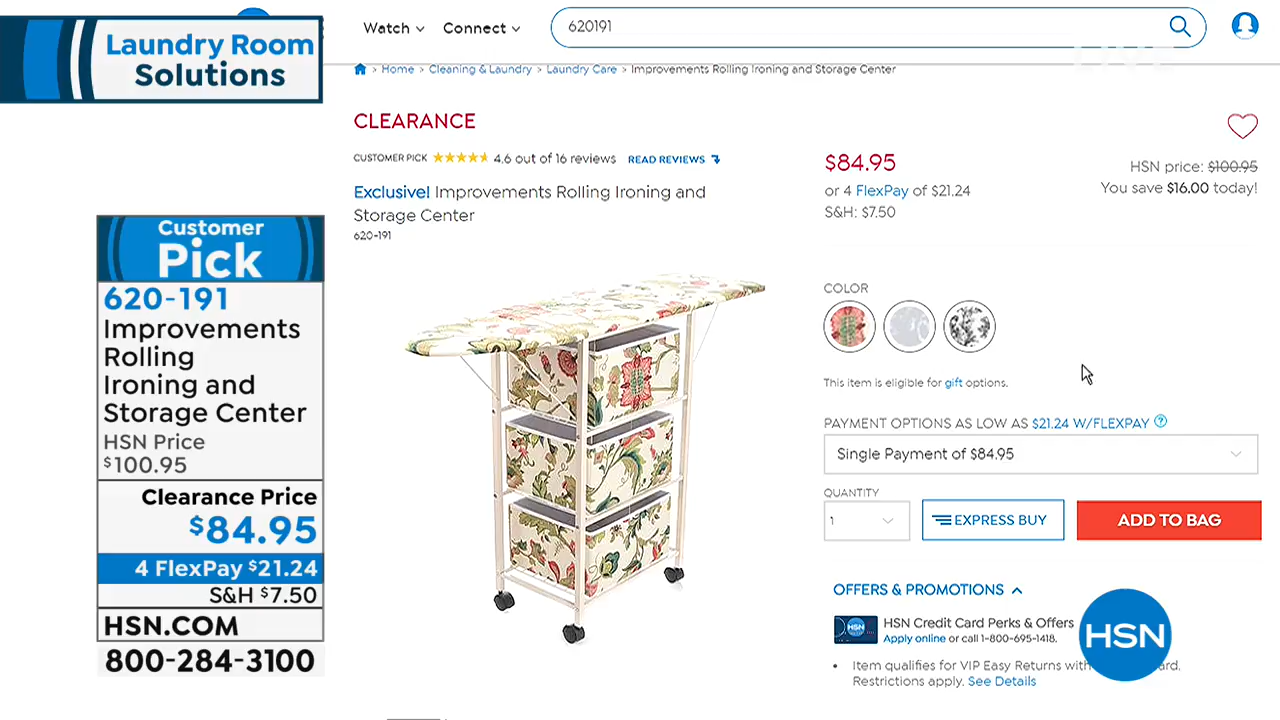 Laundry Room
Solutions
Watch
Connect
620191
Home > Cleaning & Laundry > Laundry Care > Improvements Rolling Ironing and Storage Center
CLEARANCE
CUSTOMER PICK 4.6 out of 16 reviews READ REVIEWS
Exclusive! Improvements Rolling Ironing and
Storage Center
620-191
$84.95
or 4 FlexPay of $21.24
S&H: $7.50
HSN price: $100.95
You save $16.00 today!
COLOR
This item is eligible for gift options.
PAYMENT OPTIONS AS LOW AS $21.24 W/FLEXPAY ?
Single Payment of $84.95
QUANTITY
1
EXPRESS BUY
ADD TO BAG
OFFERS & PROMOTIONS
HSN
HSN Credit Card Perks & Offers
Apply online or call 1-800-695-1418.
• Item qualifies for VIP Easy Returns with
Restrictions apply. See Details
HSN
Customer
Pick
620-191
Improvements
Rolling
Ironing and
Storage Center
HSN Price
$100.95
Clearance Price
$84.95
4 FlexPay $21.24
S&H $7.50
HSN.COM
800-284-3100